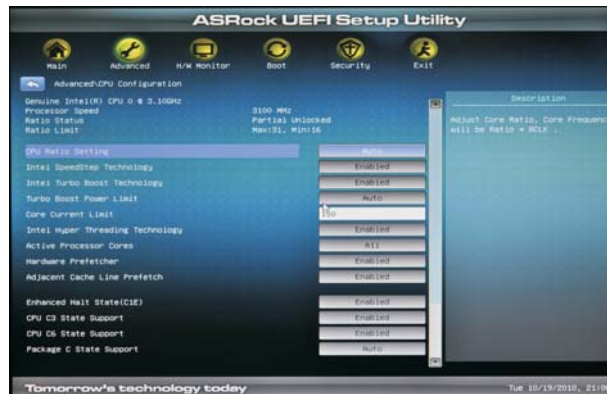 ASRock UEFI Setup Utility
Main Advanced H/W Monitor Boot Security Exit
Advanced\CPU Configuration
Description
Genuine Intel(R) CPU 0 @ 3.10GHz
Processor Speed 3100 MHz
Ratio Status Partial Unlocked
Ratio Limit Max:31, Min:16
Adjust Core Ratio, Core Frequenc
will be Ratio * BCLK .
CPU Ratio Setting Auto
Intel SpeedStep Technology Enabled
Intel Turbo Boost Technology Enabled
Turbo Boost Power Limit Auto
Core Current Limit
Intel Hyper Threading Technology Enabled
Active Processor Cores All
Hardware Prefetcher Enabled
Adjacent Cache Line Prefetch Enabled
Enhanced Halt State(C1E) Enabled
CPU C3 State Support Enabled
CPU C6 State Support Enabled
Package C State Support Auto
Tomorrow's technology today
Tue 10/19/2010, 21:0